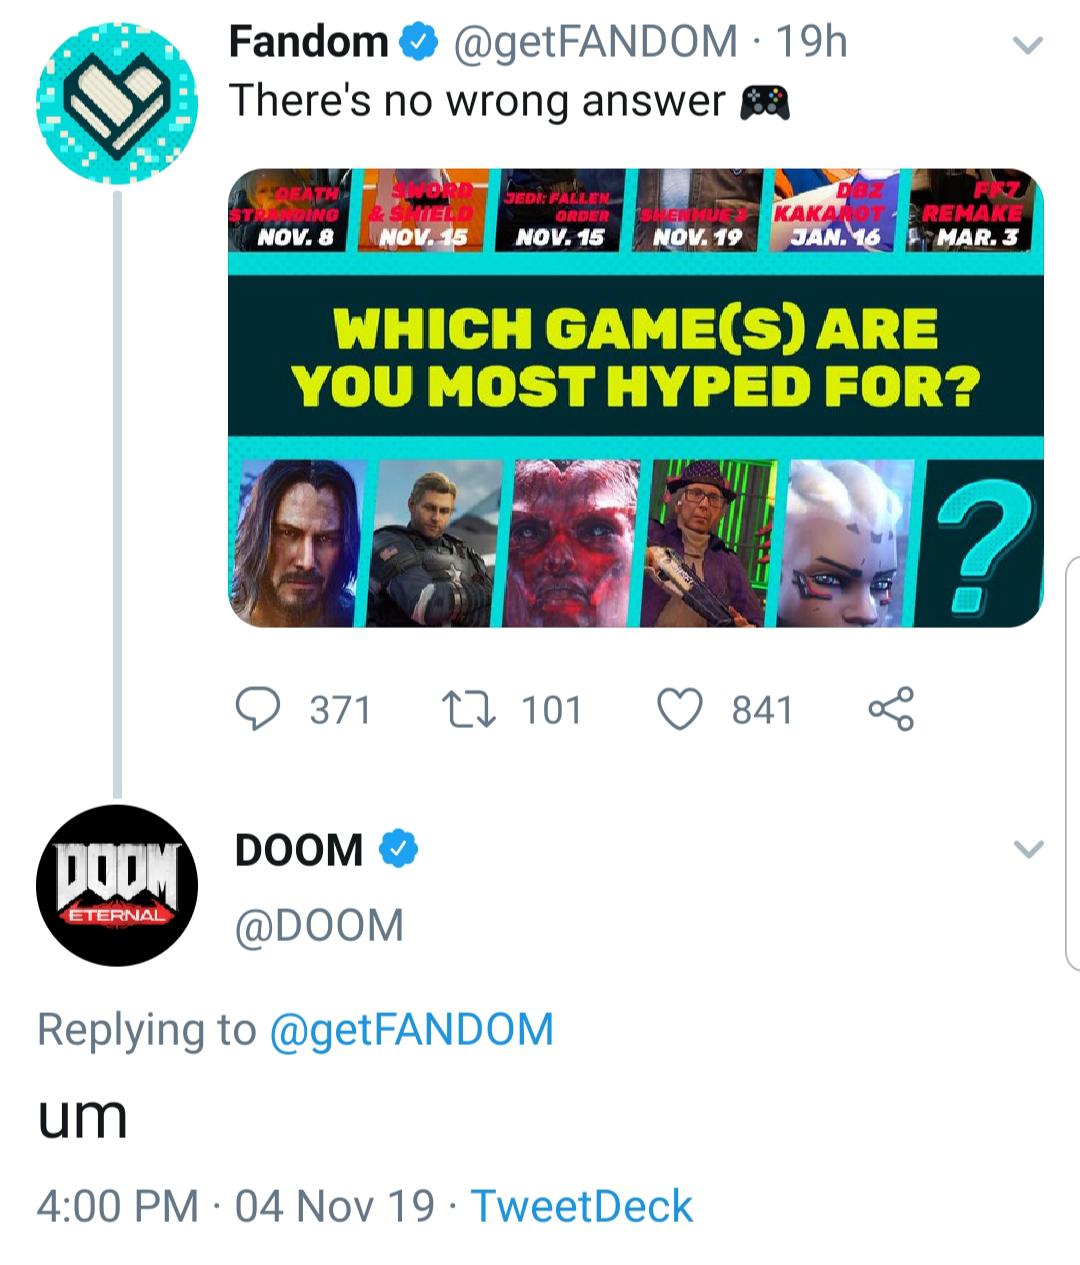 Fandom @getFANDOM · 19h
There's no wrong answer 🎮
DEATH STRANDING NOV. 8
SWORD & SHIELD NOV. 15
JEDI: FALLEN ORDER NOV. 15
SHENMUE 3 NOV. 19
DBZ KAKAROT JAN. 16
FF7 REMAKE MAR. 3
WHICH GAME(S) ARE
YOU MOST HYPED FOR?
?
371 101 841
DOOM
ETERNAL
DOOM
@DOOM
Replying to @getFANDOM
um
4:00 PM · 04 Nov 19 · TweetDeck